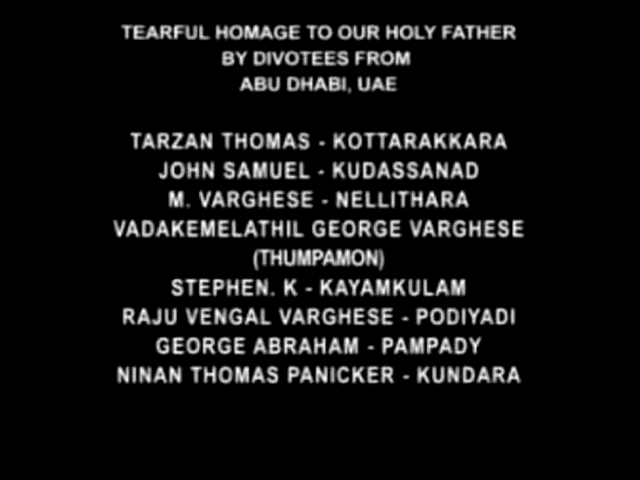 TEARFUL HOMAGE TO OUR HOLY FATHER
BY DIVOTEES FROM
ABU DHABI, UAE
TARZAN THOMAS - KOTTARAKKARA
JOHN SAMUEL - KUDASSANAD
M. VARGHESE - NELLITHARA
VADAKEMELATHIL GEORGE VARGHESE
(THUMPAMON)
STEPHEN. K - KAYAMKULAM
RAJU VENGAL VARGHESE - PODIYADI
GEORGE ABRAHAM - PAMPADY
NINAN THOMAS PANICKER - KUNDARA